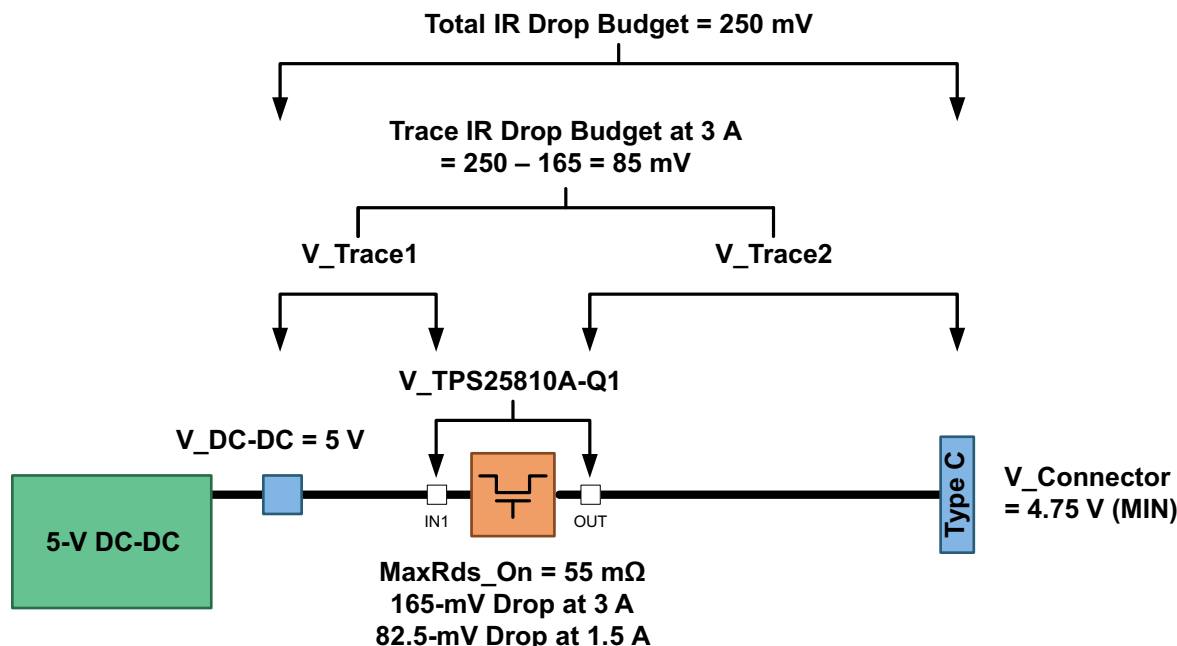 Total IR Drop Budget = 250 mV
Trace IR Drop Budget at 3 A
= 250 – 165 = 85 mV
V_Trace1
V_Trace2
V_TPS25810A-Q1
V_DC-DC = 5 V
5-V DC-DC
IN1
OUT
Type C
V_Connector
= 4.75 V (MIN)
MaxRds_On = 55 mΩ
165-mV Drop at 3 A
82.5-mV Drop at 1.5 A